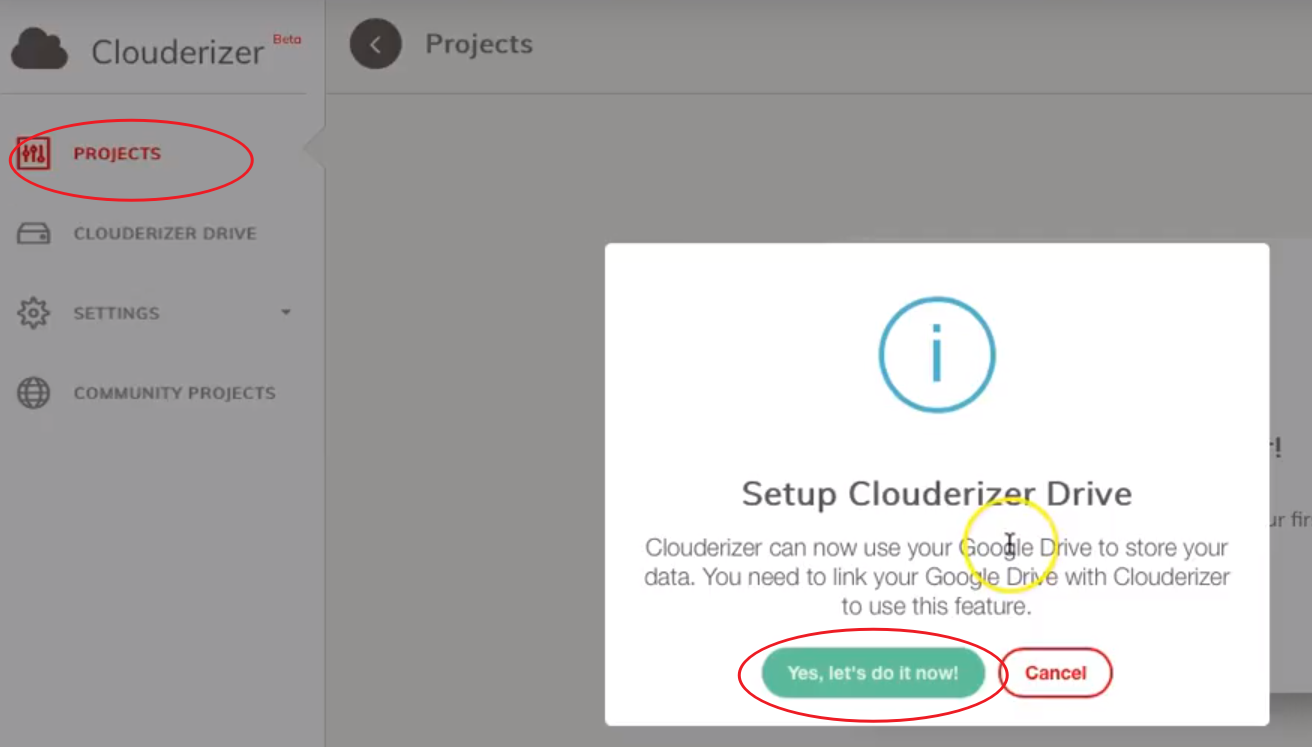 Clouderizer Beta
Projects
PROJECTS
CLOUDERIZER DRIVE
SETTINGS
COMMUNITY PROJECTS
Setup Clouderizer Drive
Clouderizer can now use your Google Drive to store your
data. You need to link your Google Drive with Clouderizer
to use this feature.
Yes, let's do it now!
Cancel